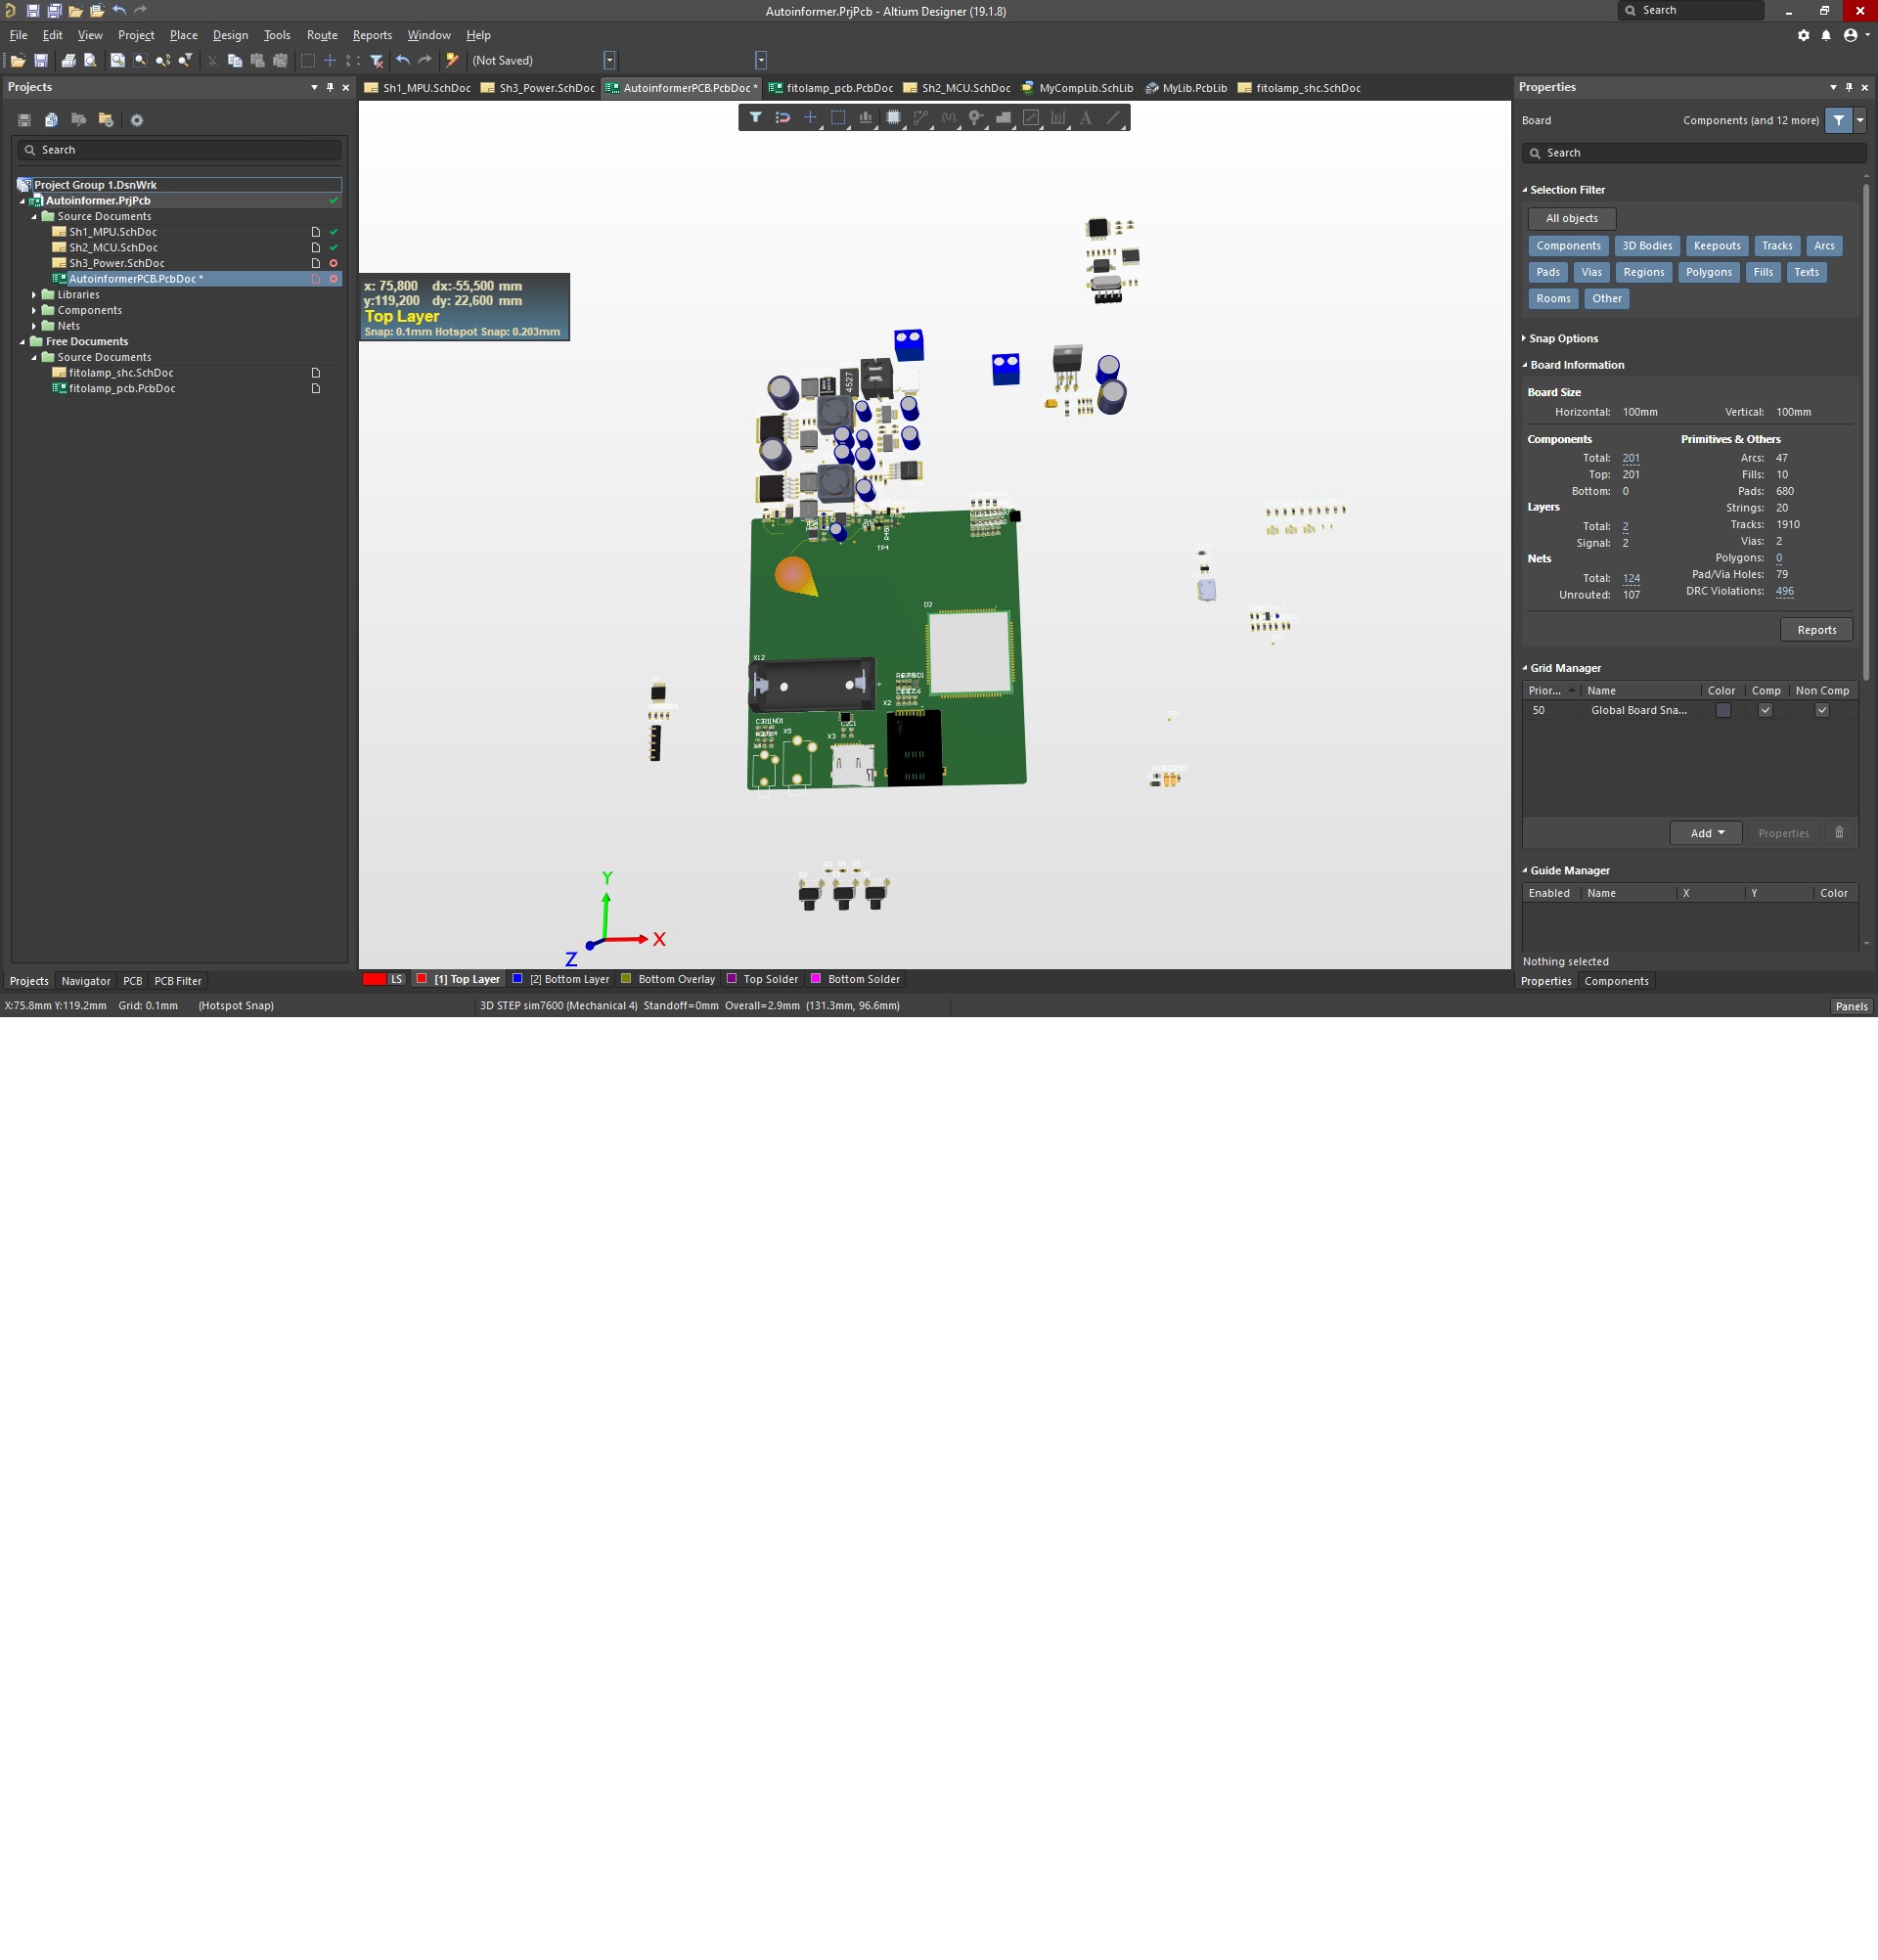 Autoinformer.PrjPcb - Altium Designer (19.1.8)
Search
File Edit View Project Place Design Tools Route Reports Window Help
(Not Saved)
Projects
Search
Project Group 1.DsnWrk
Autoinformer.PrjPcb
Source Documents
Sh1_MPU.SchDoc
Sh2_MCU.SchDoc
Sh3_Power.SchDoc
AutoinformerPCB.PcbDoc *
Libraries
Components
Nets
Free Documents
Source Documents
fitolamp_shc.SchDoc
fitolamp_pcb.PcbDoc
Projects Navigator PCB PCB Filter
Sh1_MPU.SchDoc Sh3_Power.SchDoc AutoinformerPCB.PcbDoc * fitolamp_pcb.PcbDoc Sh2_MCU.SchDoc MyCompLib.SchLib MyLib.PcbLib fitolamp_shc.SchDoc
x: 75,800 dx:-55,500 mm
y:119,200 dy: 22,600 mm
Top Layer
Snap: 0.1mm Hotspot Snap: 0.203mm
4527
TP4
D2
X12
X2
X3
X5
Y
X
Z
LS [1] Top Layer [2] Bottom Layer Bottom Overlay Top Solder Bottom Solder
Properties
Board Components (and 12 more)
Search
Selection Filter
All objects
Components 3D Bodies Keepouts Tracks Arcs
Pads Vias Regions Polygons Fills Texts
Rooms Other
Snap Options
Board Information
Board Size
Horizontal: 100mm Vertical: 100mm
Components Primitives & Others
Total: 201 Arcs: 47
Top: 201 Fills: 10
Bottom: 0 Pads: 680
Layers Strings: 20
Total: 2 Tracks: 1910
Signal: 2 Vias: 2
Nets Polygons: 0
Total: 124 Pad/Via Holes: 79
Unrouted: 107 DRC Violations: 496
Reports
Grid Manager
Prior... Name Color Comp Non Comp
50 Global Board Sna...
Add Properties
Guide Manager
Enabled Name X Y Color
Nothing selected
Properties Components
X:75.8mm Y:119.2mm Grid: 0.1mm (Hotspot Snap) 3D STEP sim7600 (Mechanical 4) Standoff=0mm Overall=2.9mm (131.3mm, 96.6mm) Panels